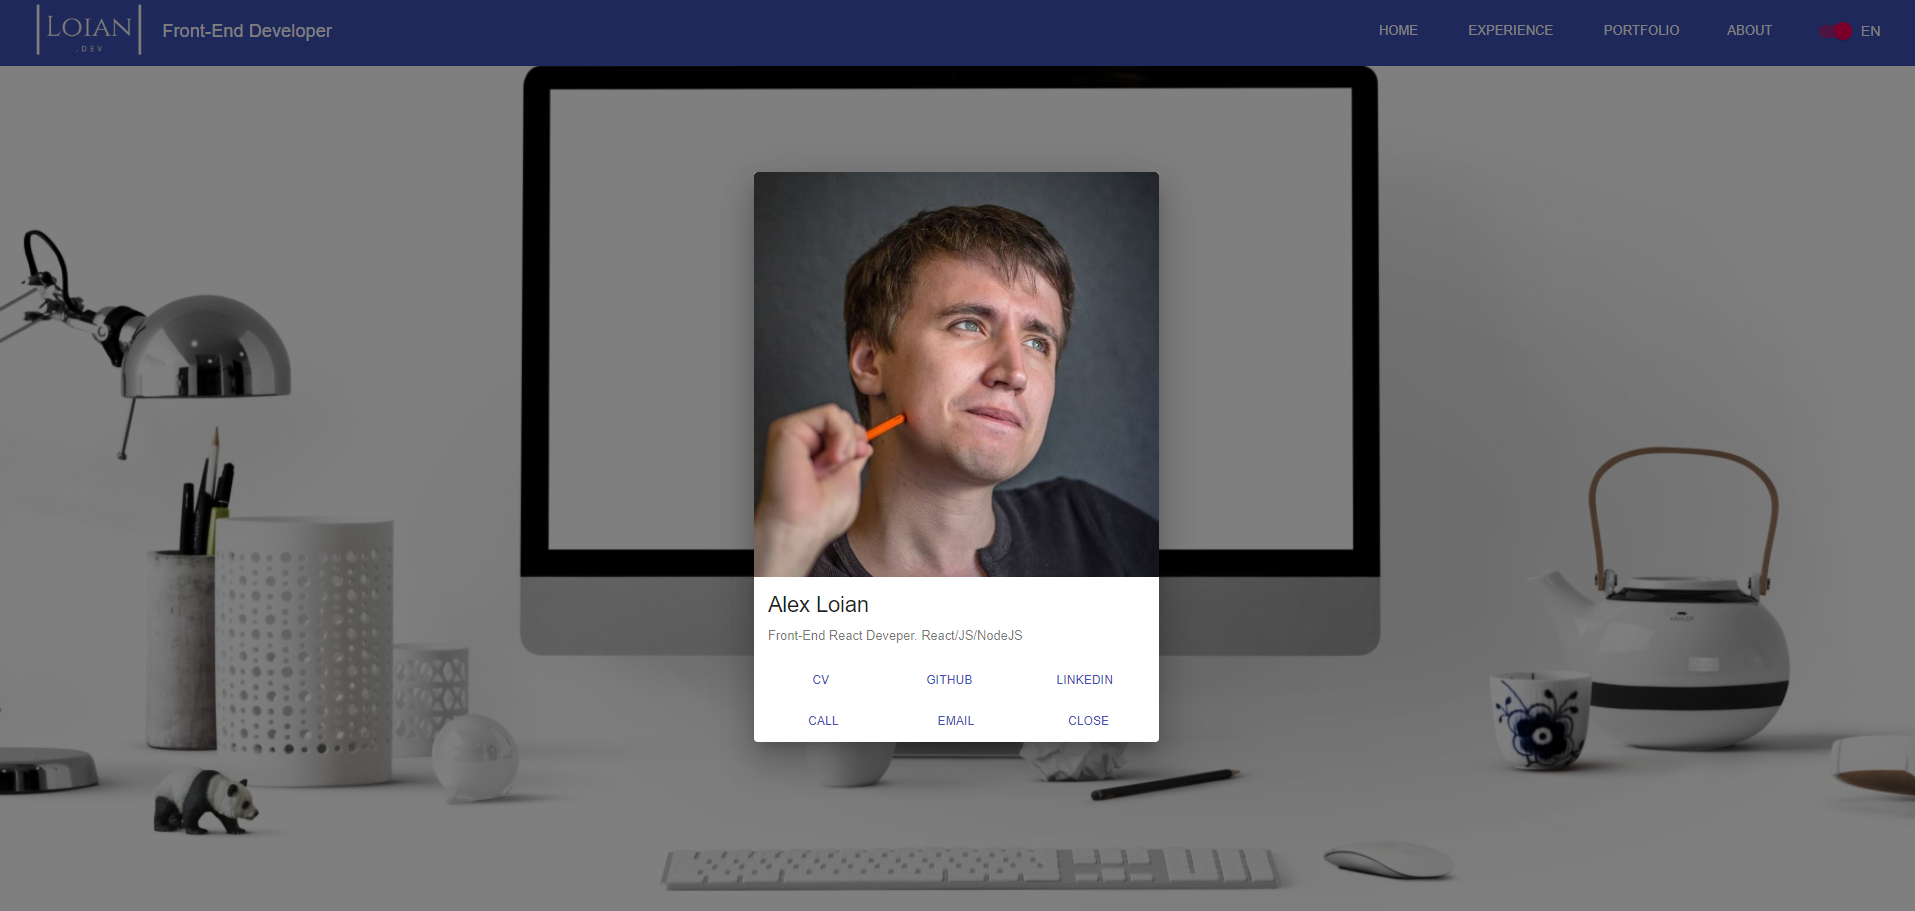 LOIAN
.DEV
Front-End Developer
HOME
EXPERIENCE
PORTFOLIO
ABOUT
EN
Alex Loian
Front-End React Deveper. React/JS/NodeJS
CV
GITHUB
LINKEDIN
CALL
EMAIL
CLOSE